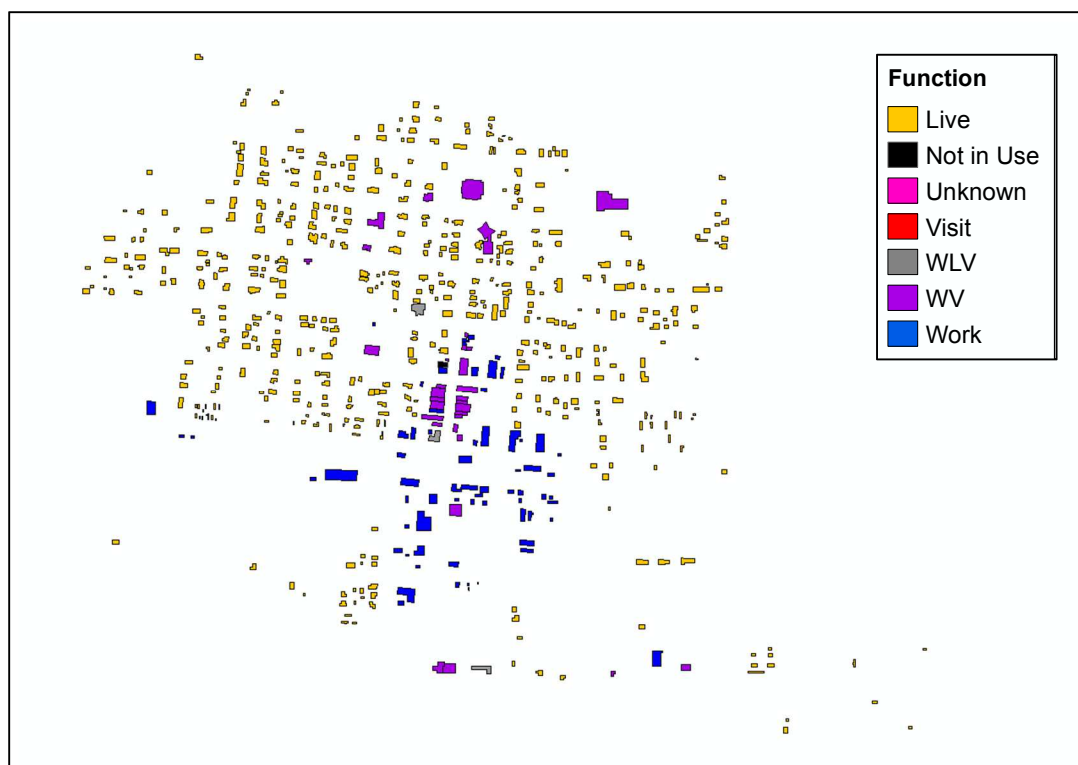 Function
Live
Not in Use
Unknown
Visit
WLV
WV
Work